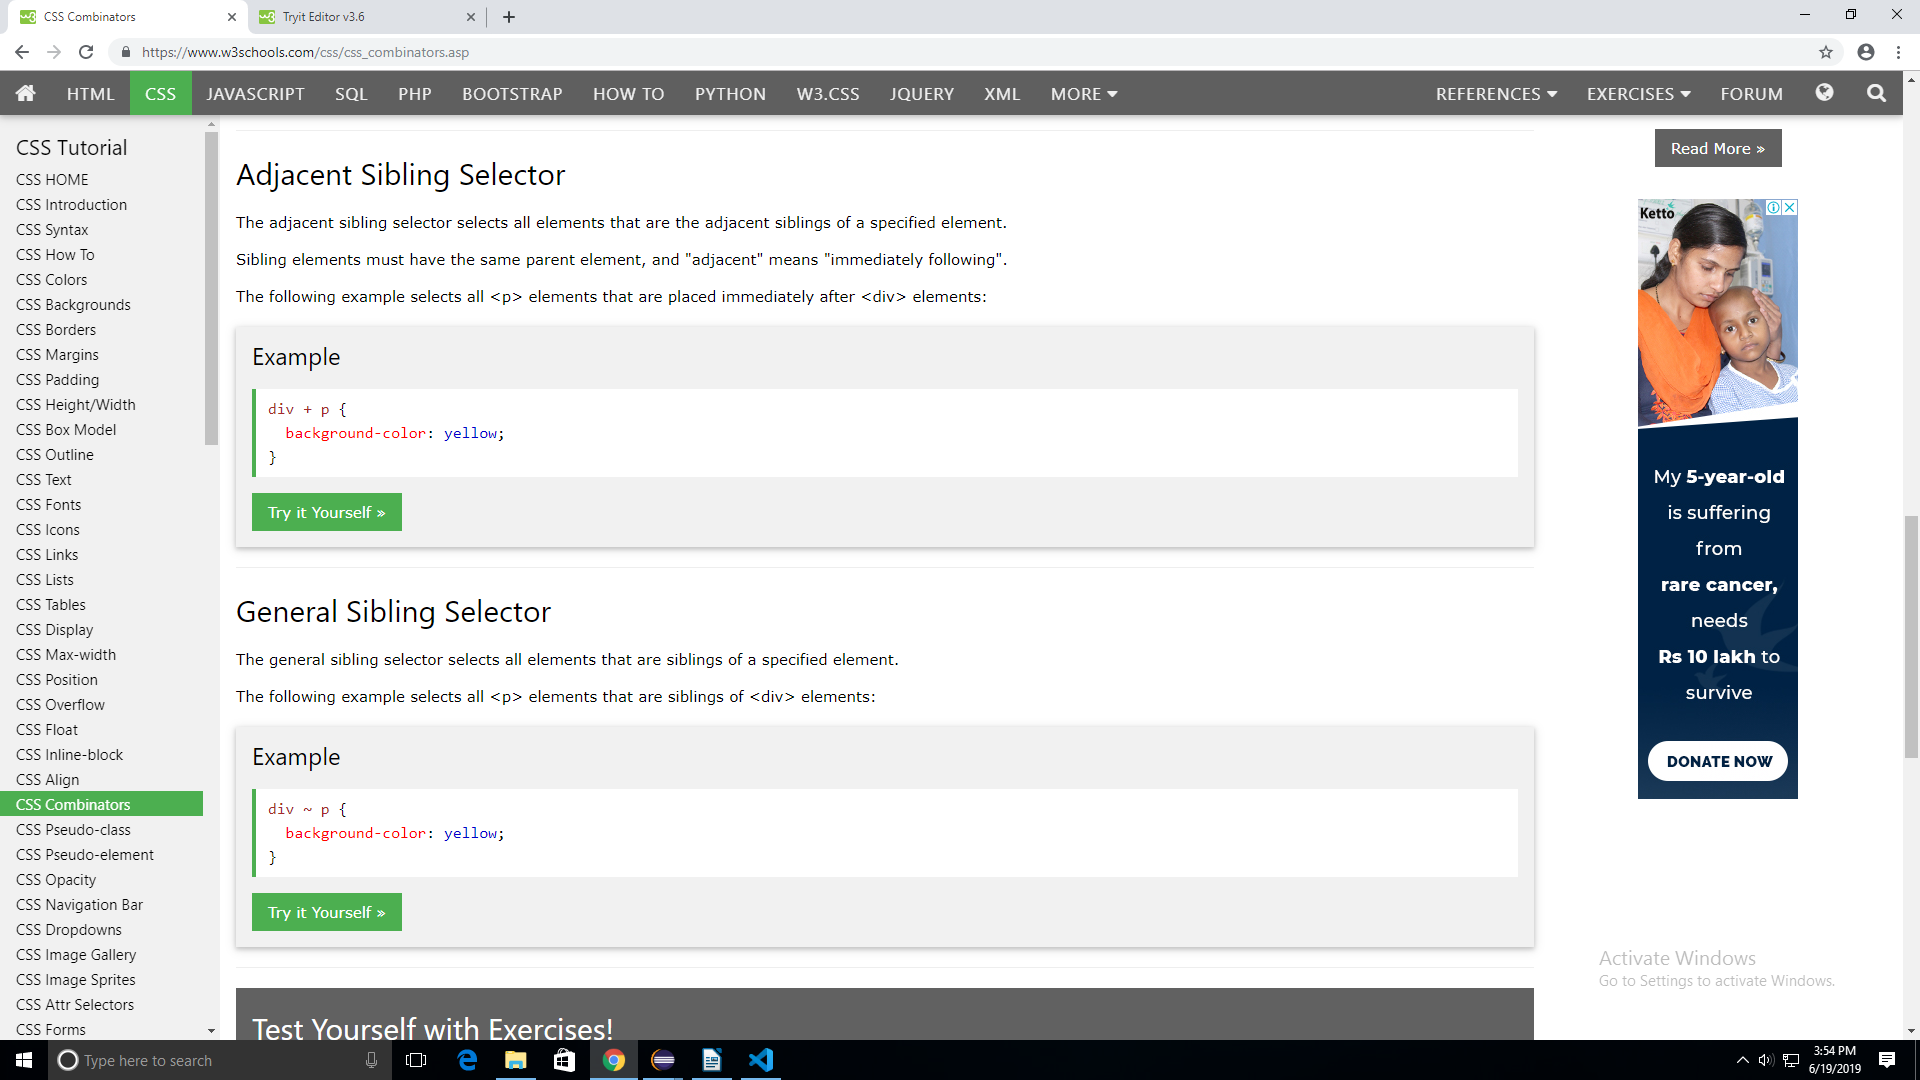 CSS Combinators
Tryit Editor v3.6
https://www.w3schools.com/css/css_combinators.asp
HTML CSS JAVASCRIPT SQL PHP BOOTSTRAP HOW TO PYTHON W3.CSS JQUERY XML MORE REFERENCES EXERCISES FORUM
CSS Tutorial
CSS HOME
CSS Introduction
CSS Syntax
CSS How To
CSS Colors
CSS Backgrounds
CSS Borders
CSS Margins
CSS Padding
CSS Height/Width
CSS Box Model
CSS Outline
CSS Text
CSS Fonts
CSS Icons
CSS Links
CSS Lists
CSS Tables
CSS Display
CSS Max-width
CSS Position
CSS Overflow
CSS Float
CSS Inline-block
CSS Align
CSS Combinators
CSS Pseudo-class
CSS Pseudo-element
CSS Opacity
CSS Navigation Bar
CSS Dropdowns
CSS Image Gallery
CSS Image Sprites
CSS Attr Selectors
CSS Forms
Adjacent Sibling Selector
The adjacent sibling selector selects all elements that are the adjacent siblings of a specified element.
Sibling elements must have the same parent element, and "adjacent" means "immediately following".
The following example selects all <p> elements that are placed immediately after <div> elements:
Example
div + p {
background-color: yellow;
}
Try it Yourself »
General Sibling Selector
The general sibling selector selects all elements that are siblings of a specified element.
The following example selects all <p> elements that are siblings of <div> elements:
Example
div ~ p {
background-color: yellow;
}
Try it Yourself »
Test Yourself with Exercises!
Read More »
Ketto
My 5-year-old
is suffering
from
rare cancer,
needs
Rs 10 lakh to
survive
DONATE NOW
Activate Windows
Go to Settings to activate Windows.
Type here to search
3:54 PM
6/19/2019